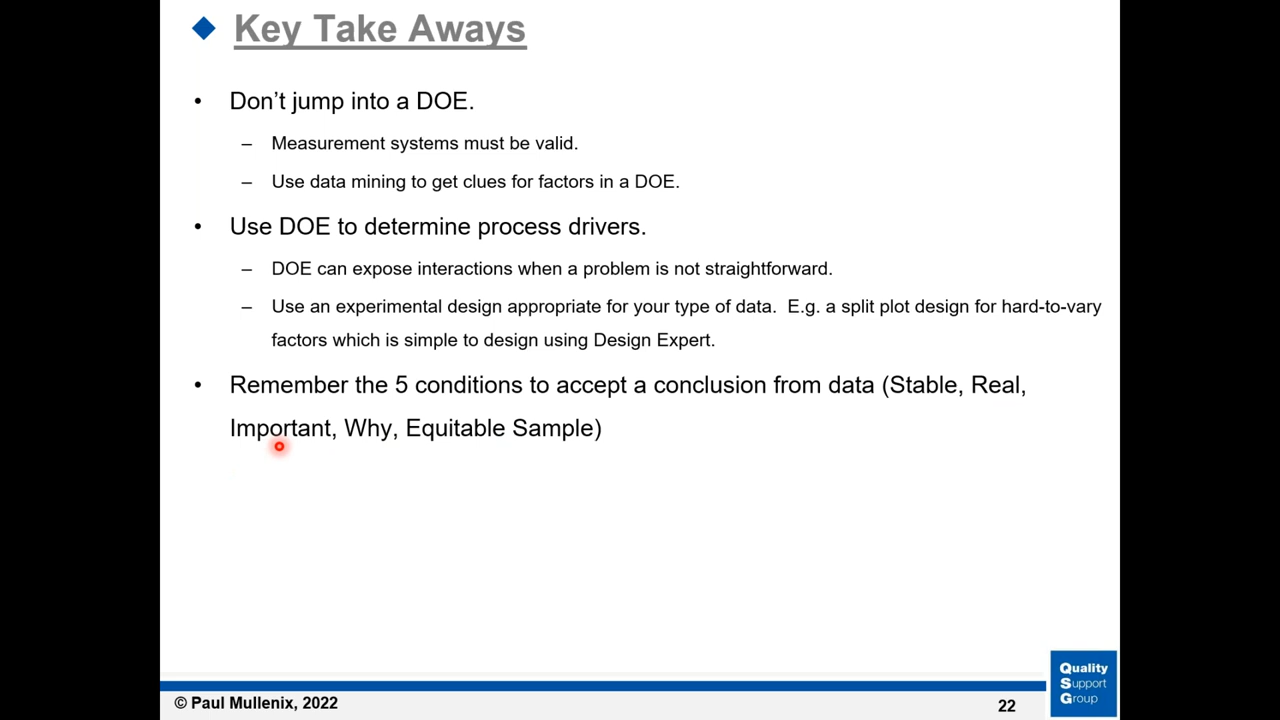 Key Take Aways
• Don’t jump into a DOE.
– Measurement systems must be valid.
– Use data mining to get clues for factors in a DOE.
• Use DOE to determine process drivers.
– DOE can expose interactions when a problem is not straightforward.
– Use an experimental design appropriate for your type of data.  E.g. a split plot design for hard-to-vary
factors which is simple to design using Design Expert.
• Remember the 5 conditions to accept a conclusion from data (Stable, Real,
Important, Why, Equitable Sample)
© Paul Mullenix, 2022
22
Quality
Support
Group